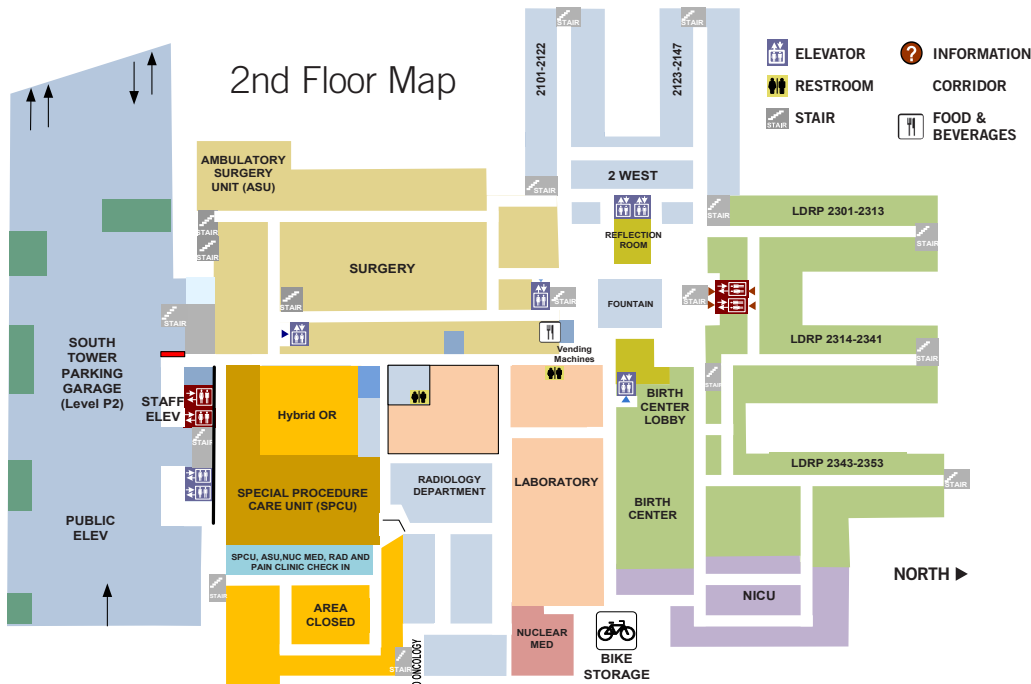 2nd Floor Map
STAIR
STAIR
2101-2122
2123-2147
ELEVATOR
RESTROOM
STAIR
STAIR
? INFORMATION
CORRIDOR
FOOD &
BEVERAGES
AMBULATORY
SURGERY
UNIT (ASU)
STAIR
STAIR
STAIR
2 WEST
STAIR
REFLECTION
ROOM
LDRP 2301-2313
STAIR
SURGERY
STAIR
STAIR
FOUNTAIN
STAIR
STAIR
Vending
Machines
LDRP 2314-2341
STAIR
SOUTH
TOWER
PARKING
GARAGE
(Level P2)
STAFF
ELEV
STAIR
Hybrid OR
BIRTH
CENTER
LOBBY
STAIR
LDRP 2343-2353
STAIR
SPECIAL PROCEDURE
CARE UNIT (SPCU)
RADIOLOGY
DEPARTMENT
LABORATORY
BIRTH
CENTER
PUBLIC
ELEV
SPCU, ASU,NUC MED, RAD AND
PAIN CLINIC CHECK IN
STAIR
AREA
CLOSED
STAIR
D ONCOLOGY
NUCLEAR
MED
BIKE
STORAGE
NICU
NORTH ►